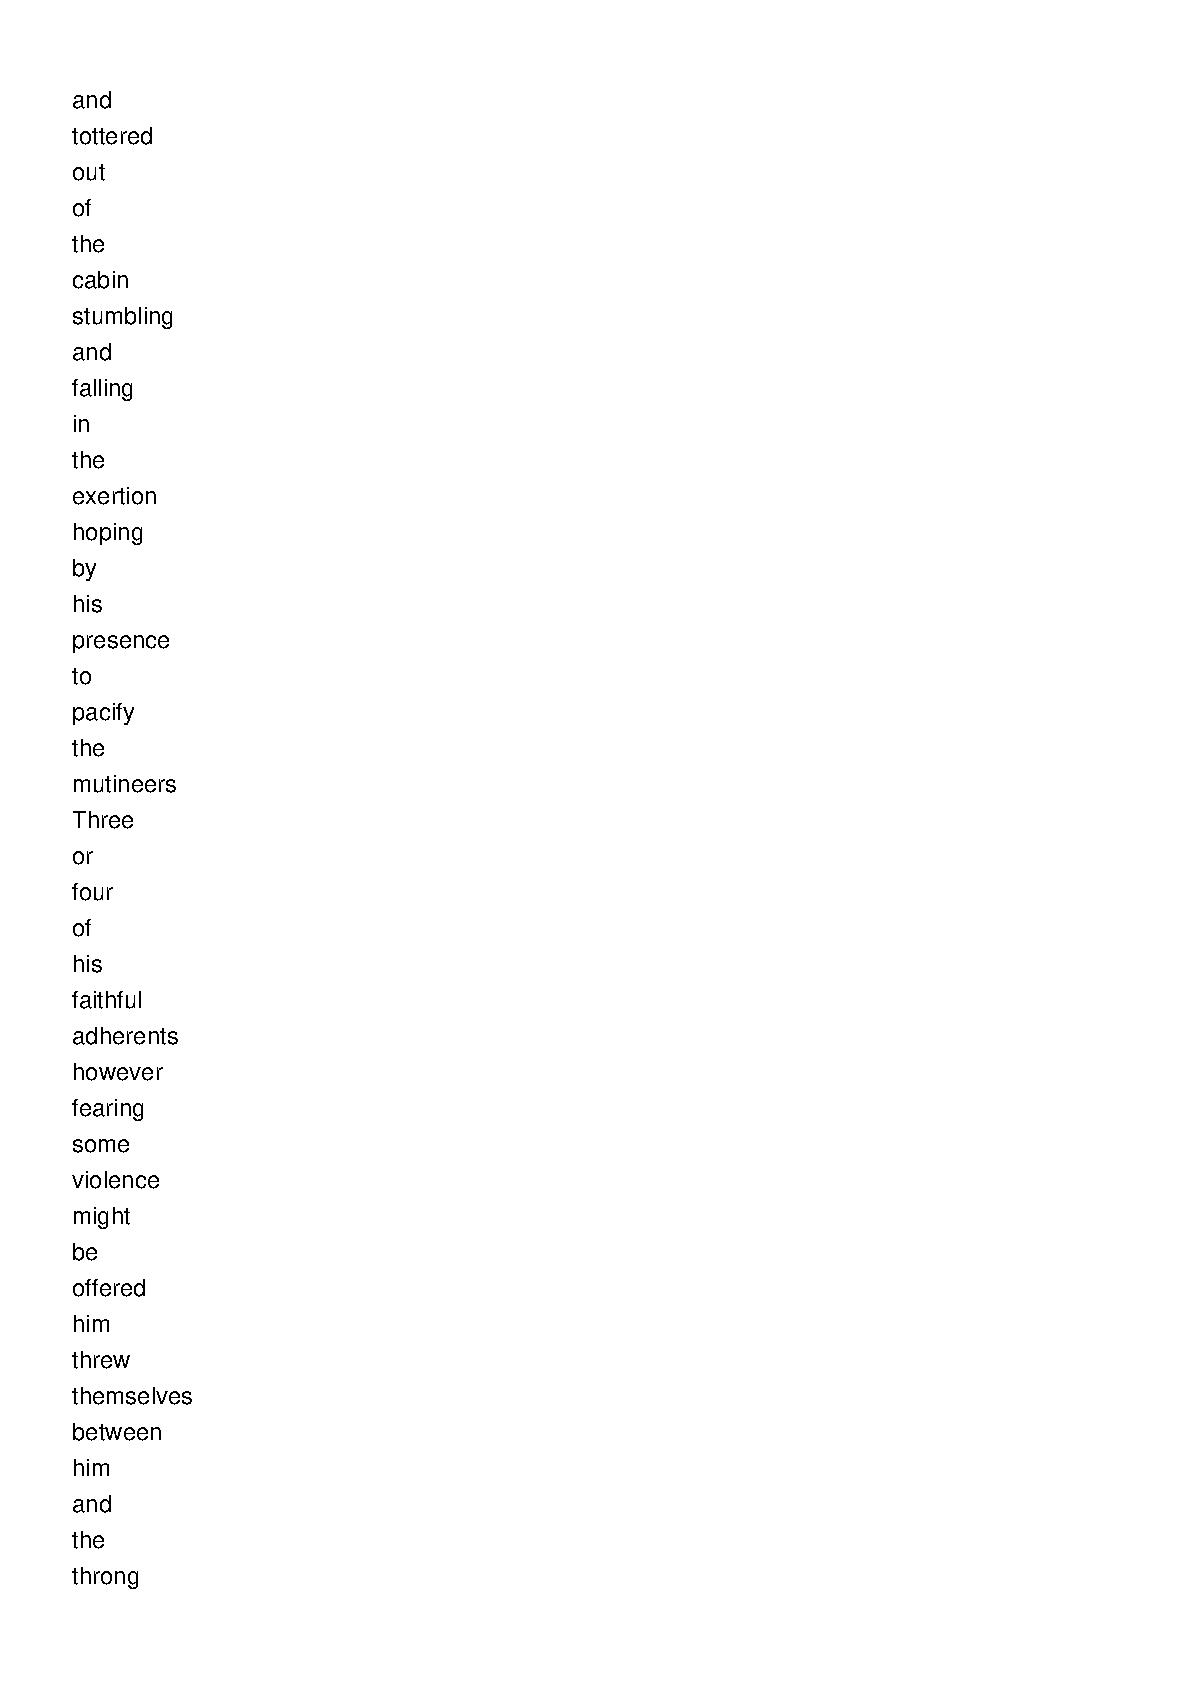 and
tottered
out
of
the
cabin
stumbling
and
falling
in
the
exertion
hoping
by
his
presence
to
pacify
the
mutineers
Three
or
four
of
his
faithful
adherents
however
fearing
some
violence
might
be
offered
him
threw
themselves
between
him
and
the
throng